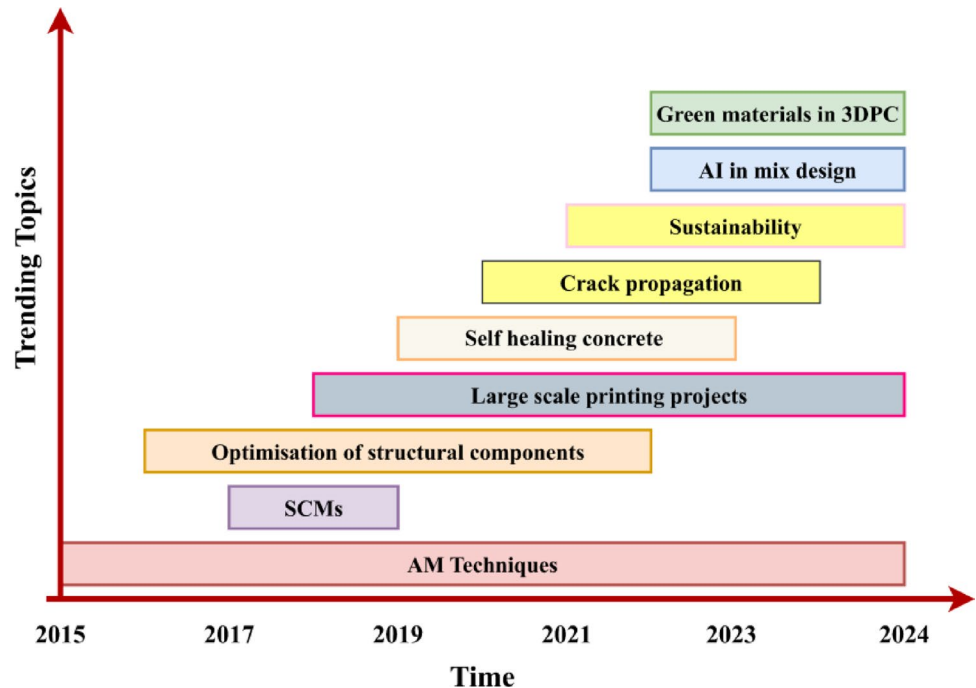 Trending Topics
Green materials in 3DPC
AI in mix design
Sustainability
Crack propagation
Self healing concrete
Large scale printing projects
Optimisation of structural components
SCMs
AM Techniques
2015 2017 2019 2021 2023 2024
Time